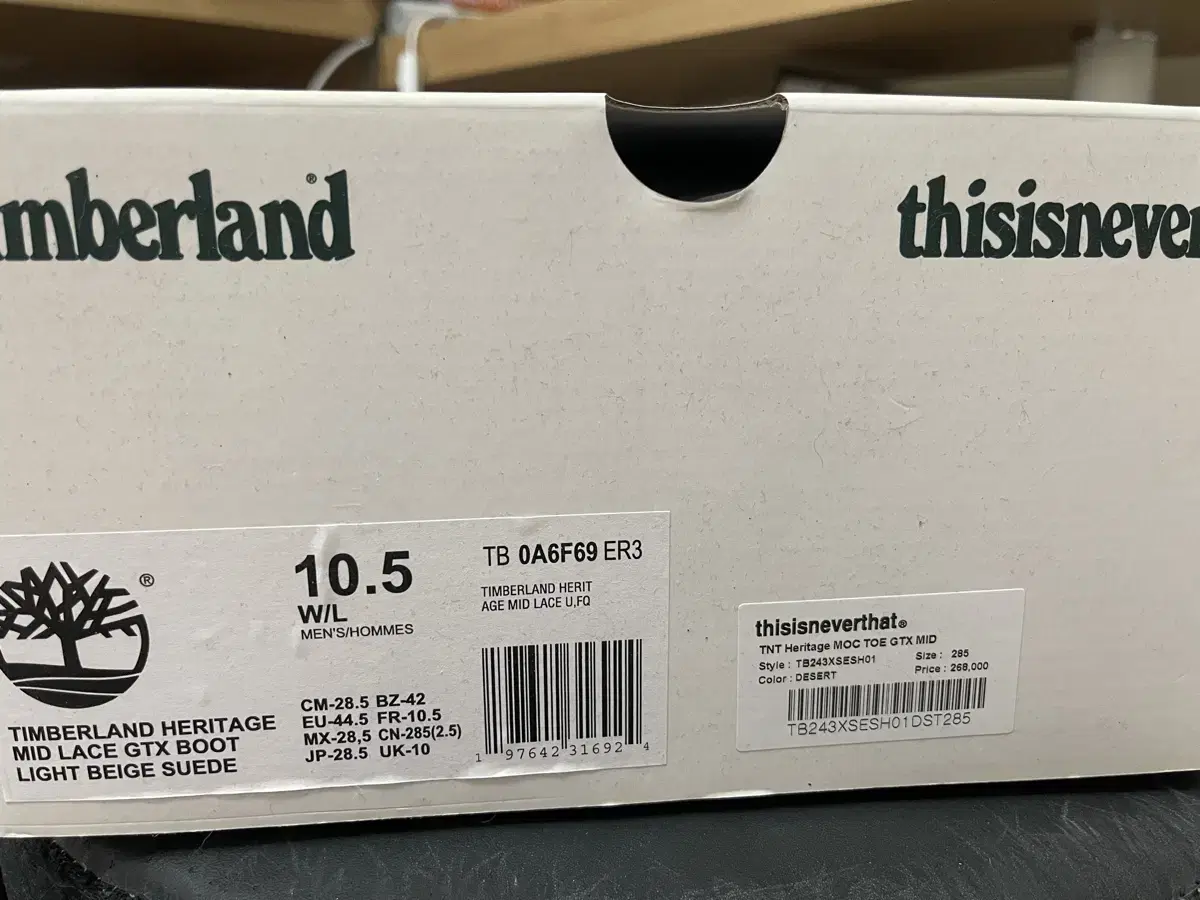 imberland®
thisisnever
®
10.5
W/L
MEN'S/HOMMES
TB 0A6F69 ER3
TIMBERLAND HERIT
AGE MID LACE U,FQ
TIMBERLAND HERITAGE
MID LACE GTX BOOT
LIGHT BEIGE SUEDE
CM-28.5 BZ-42
EU-44.5 FR-10.5
MX-28,5 CN-285(2.5)
JP-28.5 UK-10
1 97642 31692 4
thisisneverthat®
TNT Heritage MOC TOE GTX MID
Style : TB243XSESH01
Size : 285
Color : DESERT
Price : 268,000
TB243XSESH01DST285